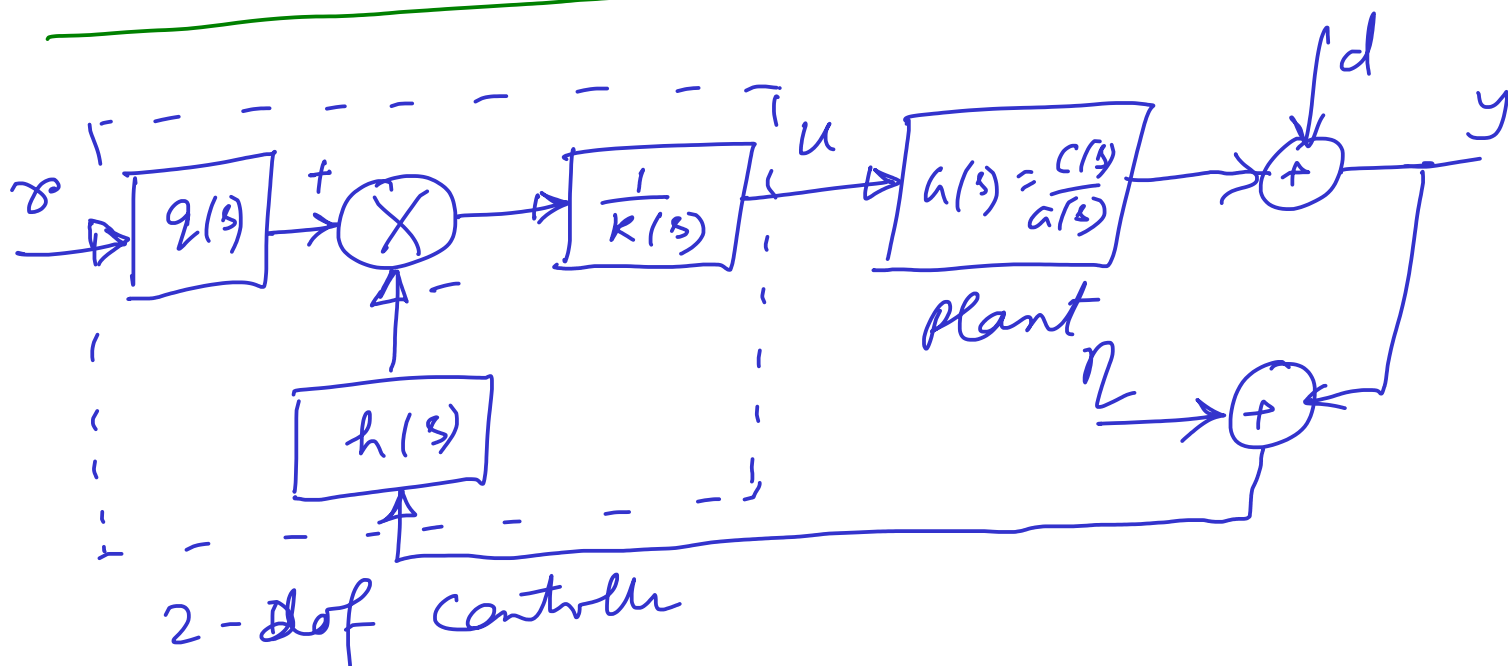 d
y
r
q(s)
+
1/K(s)
u
G(s) = C(s)/a(s)
+
-
plant
h(s)
η
+
2-dof controller